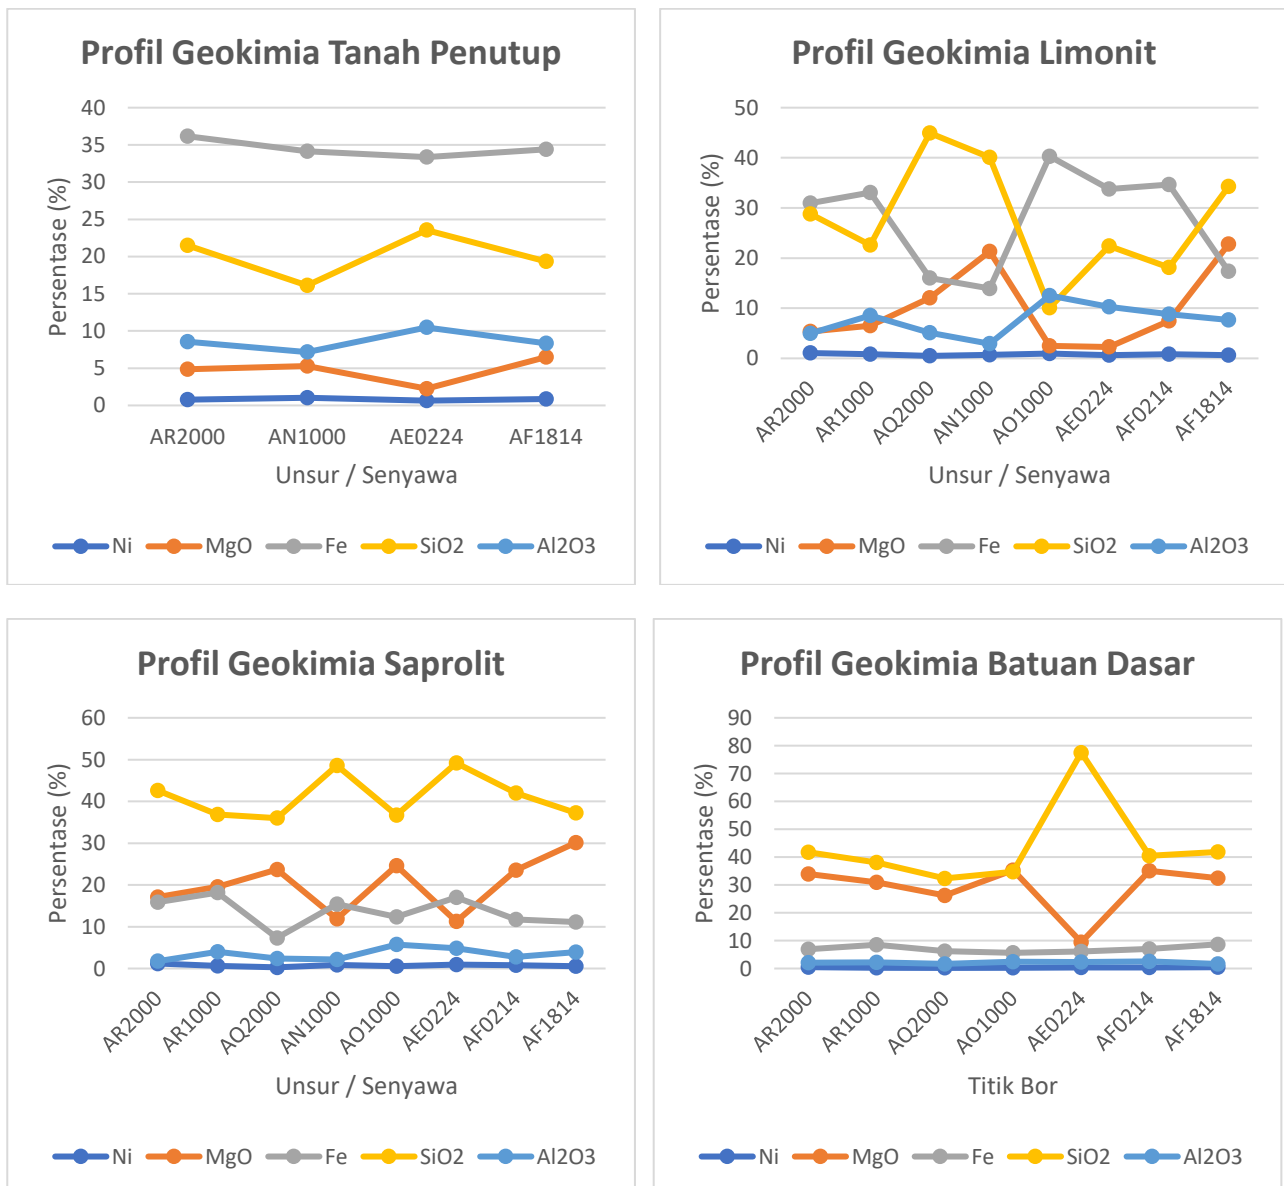 Profil Geokimia Tanah Penutup
40
35
30
25
20
15
10
5
0
Persentase (%)
AR2000 AN1000 AE0224 AF1814
Unsur / Senyawa
Ni MgO Fe SiO2 Al2O3
Profil Geokimia Limonit
50
40
30
20
10
0
Persentase (%)
AR2000 AR1000 AQ2000 AN1000 AO1000 AE0224 AF0214 AF1814
Unsur / Senyawa
Ni MgO Fe SiO2 Al2O3
Profil Geokimia Saprolit
60
50
40
30
20
10
0
Persentase (%)
AR2000 AR1000 AQ2000 AN1000 AO1000 AE0224 AF0214 AF1814
Unsur / Senyawa
Ni MgO Fe SiO2 Al2O3
Profil Geokimia Batuan Dasar
90
80
70
60
50
40
30
20
10
0
Persentase (%)
AR2000 AR1000 AQ2000 AO1000 AE0224 AF0214 AF1814
Titik Bor
Ni MgO Fe SiO2 Al2O3